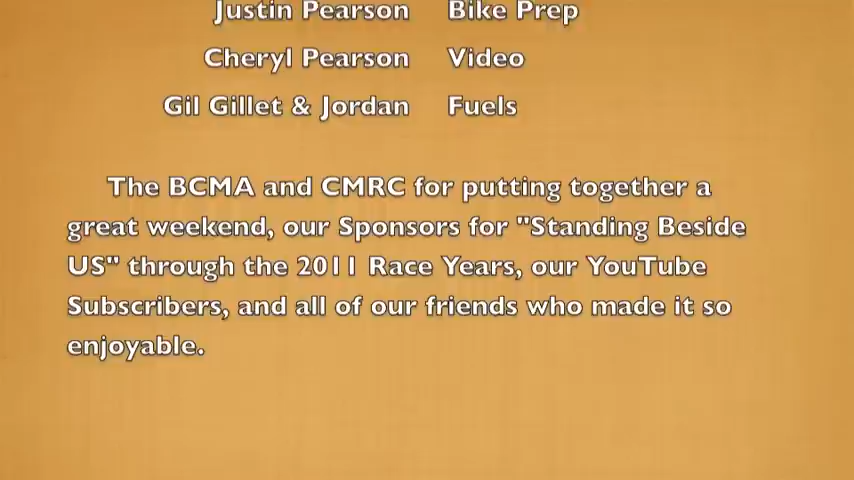 Justin Pearson Bike Prep
Cheryl Pearson Video
Gil Gillet & Jordan Fuels
The BCMA and CMRC for putting together a
great weekend, our Sponsors for "Standing Beside
US" through the 2011 Race Years, our YouTube
Subscribers, and all of our friends who made it so
enjoyable.